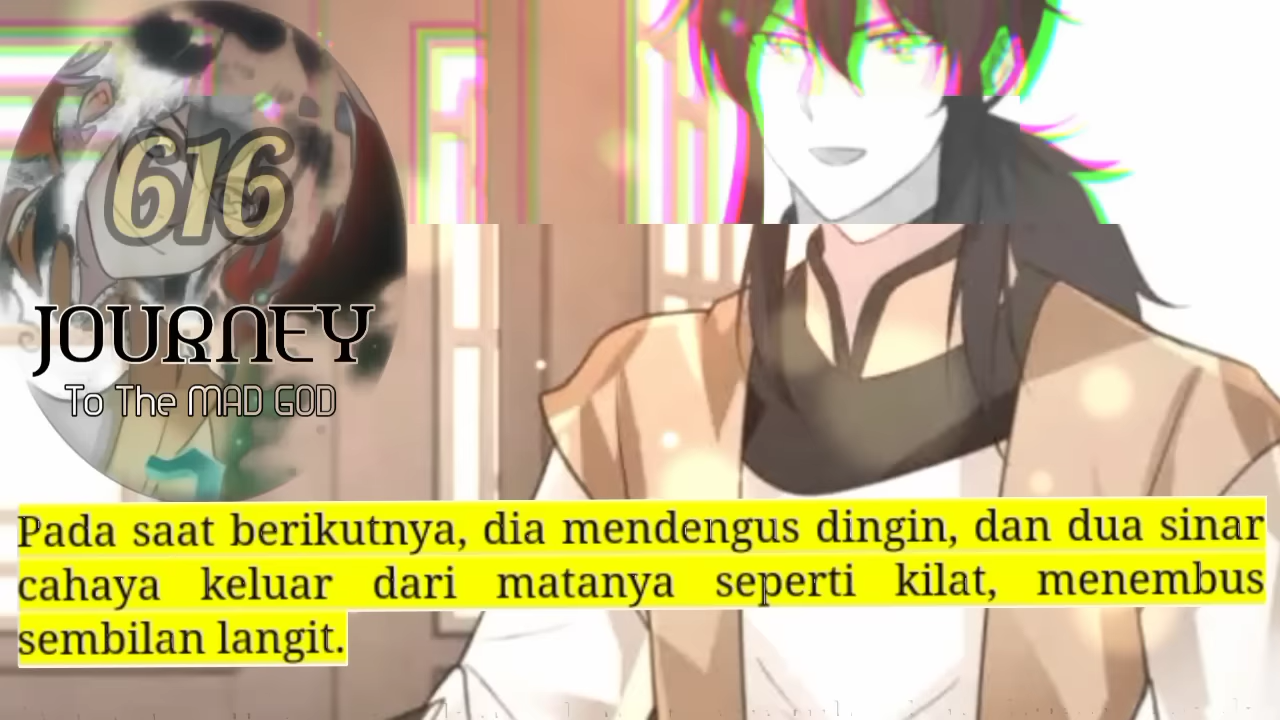 616
JOURNEY
To The MAD GOD
Pada saat berikutnya, dia mendengus dingin, dan dua sinar
cahaya keluar dari matanya seperti kilat, menembus
sembilan langit.